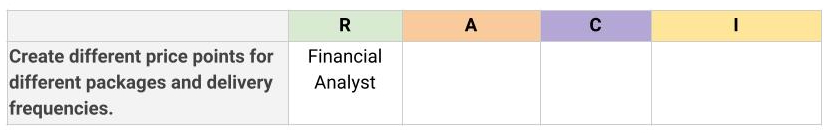 R A C I
Create different price points for
different packages and delivery
frequencies.
Financial
Analyst